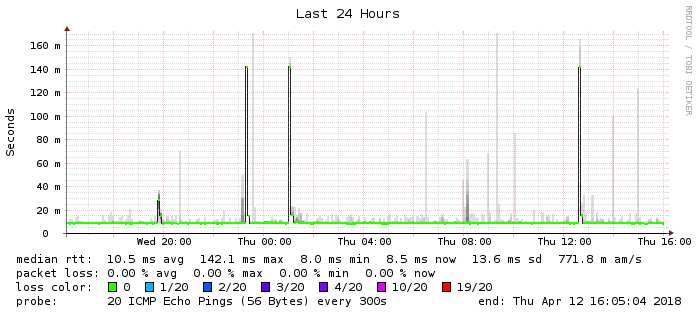 Last 24 Hours
RRDTOOL / TOBI OETIKER
Seconds
160 m
140 m
120 m
100 m
80 m
60 m
40 m
20 m
0
Wed 20:00 Thu 00:00 Thu 04:00 Thu 08:00 Thu 12:00 Thu 16:00
median rtt: 10.5 ms avg 142.1 ms max 8.0 ms min 8.5 ms now 13.6 ms sd 771.8 m am/s
packet loss: 0.00 % avg 0.00 % max 0.00 % min 0.00 % now
loss color: 0 1/20 2/20 3/20 4/20 10/20 19/20
probe: 20 ICMP Echo Pings (56 Bytes) every 300s end: Thu Apr 12 16:05:04 2018